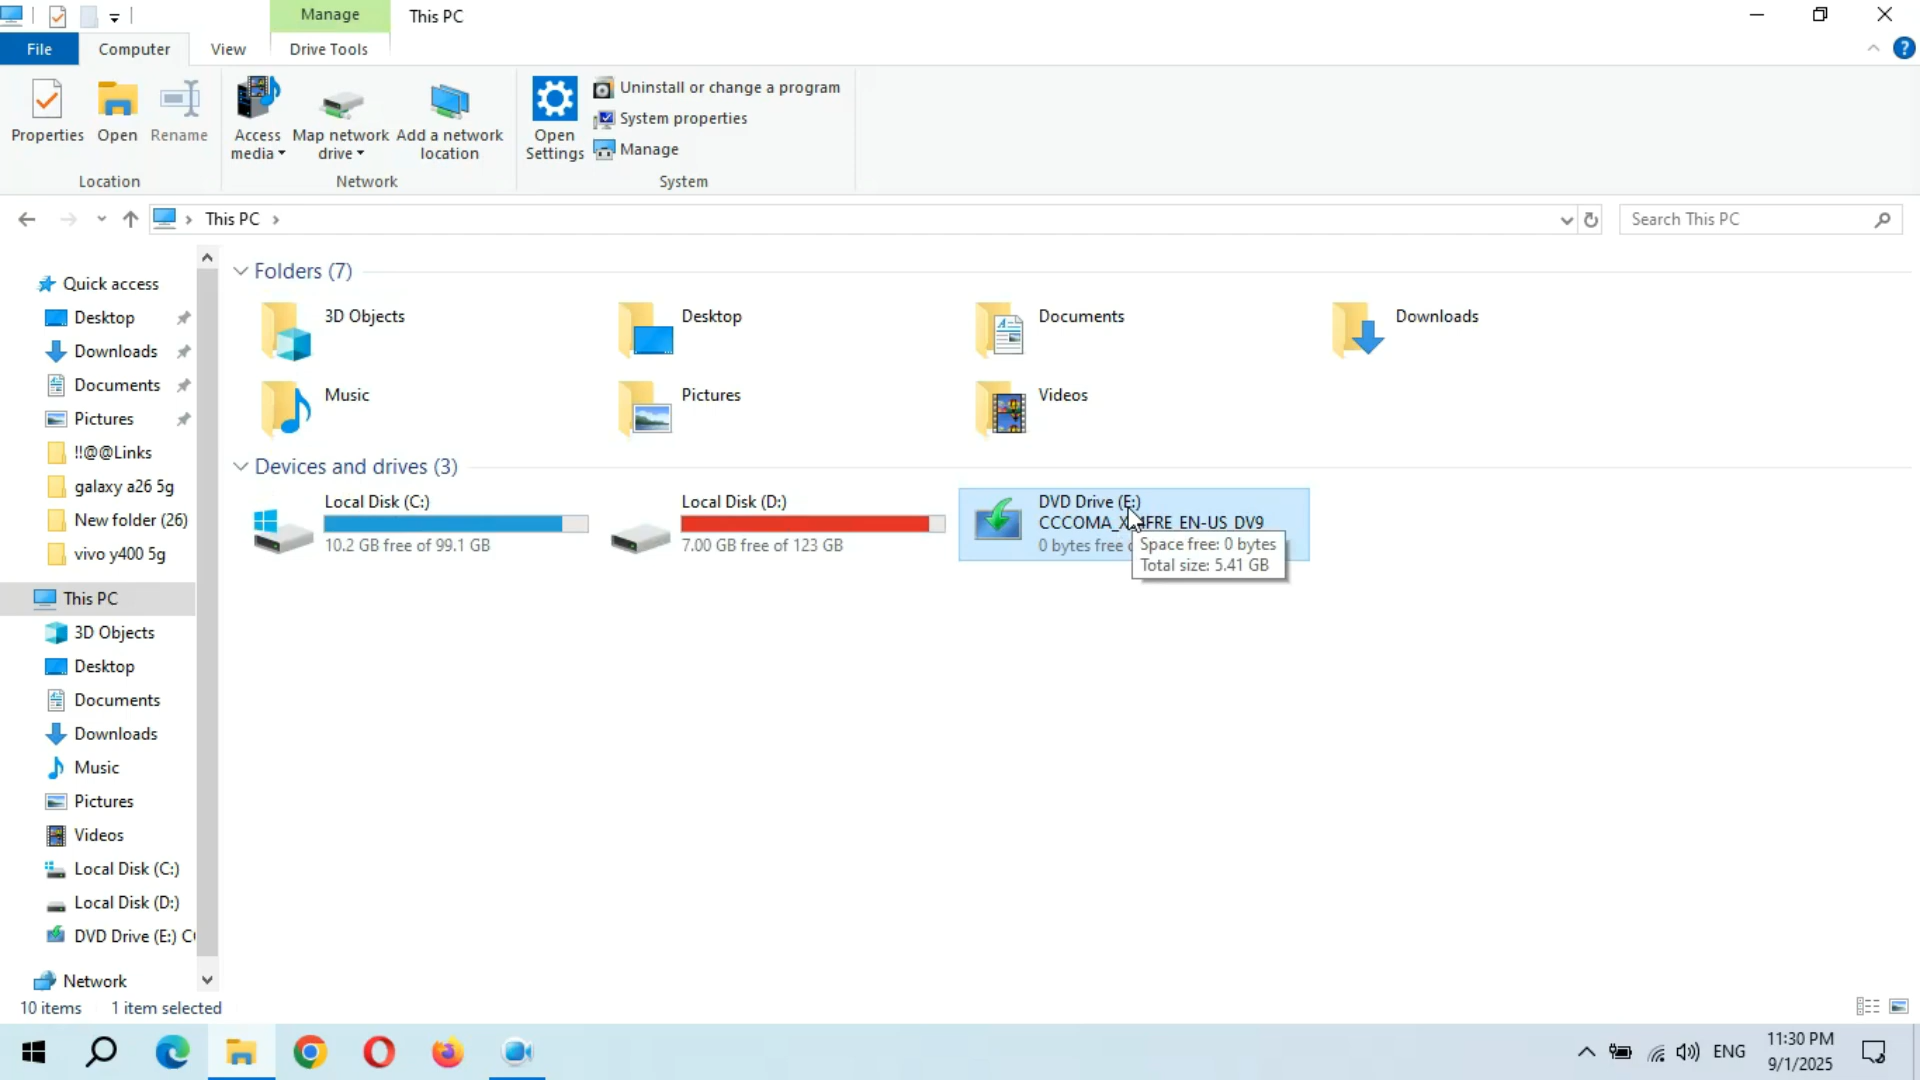 Manage
This PC
File
Computer
View
Drive Tools
Properties
Open
Rename
Access media
Map network drive
Add a network location
Open Settings
Uninstall or change a program
System properties
Manage
Location
Network
System
This PC
Search This PC
Quick access
Desktop
Downloads
Documents
Pictures
!!@@Links
galaxy a26 5g
New folder (26)
vivo y400 5g
This PC
3D Objects
Desktop
Documents
Downloads
Music
Pictures
Videos
Local Disk (C:)
Local Disk (D:)
DVD Drive (E:)
Network
Folders (7)
3D Objects
Desktop
Documents
Downloads
Music
Pictures
Videos
Devices and drives (3)
Local Disk (C:)
10.2 GB free of 99.1 GB
Local Disk (D:)
7.00 GB free of 123 GB
DVD Drive (E:)
EN-US_DV9
0 bytes free
Space free: 0 bytes
Total size: 5.41 GB
10 items
1 item selected
ENG
11:30 PM
9/1/2025